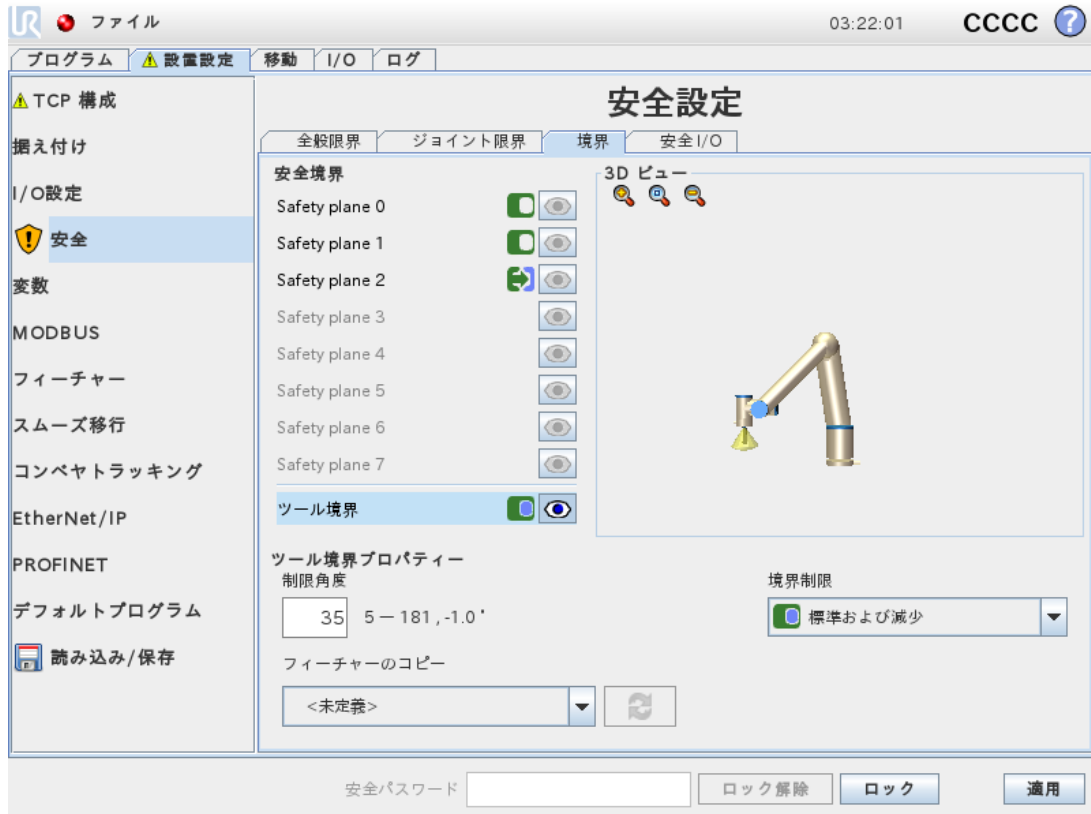 UR ファイル 03:22:01 CCCC ?
プログラム 設置設定 移動 I/O ログ
TCP 構成
据え付け
I/O設定
安全
変数
MODBUS
フィーチャー
スムーズ移行
コンベヤトラッキング
EtherNet/IP
PROFINET
デフォルトプログラム
読み込み/保存
安全設定
全般限界 ジョイント限界 境界 安全I/O
安全境界
Safety plane 0
Safety plane 1
Safety plane 2
Safety plane 3
Safety plane 4
Safety plane 5
Safety plane 6
Safety plane 7
ツール境界
3D ビュー
ツール境界プロパティー
制限角度
35 5 — 181 , -1.0 °
境界制限
標準および減少
フィーチャーのコピー
<未定義>
安全パスワード ロック解除 ロック 適用